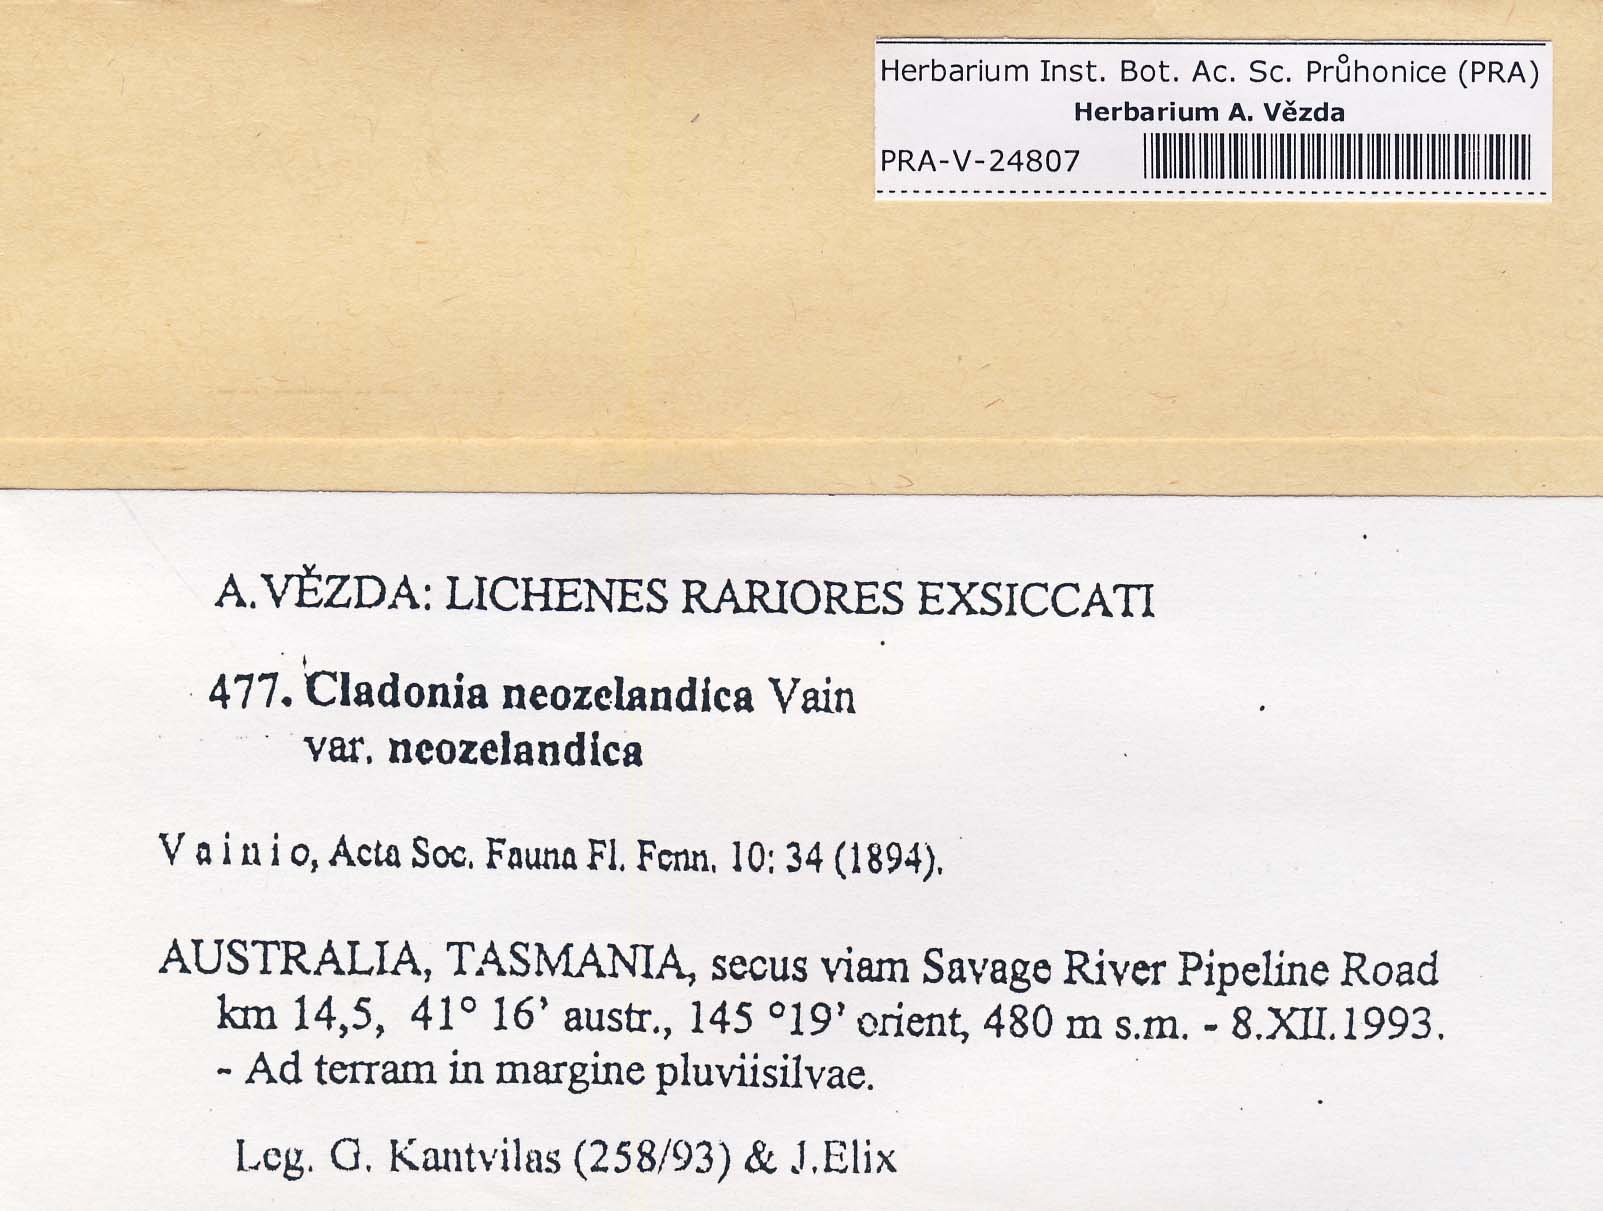 Herbarium Inst. Bot. Ac. Sc. Průhonice (PRA)
Herbarium A. Vězda
PRA-V-24807
A. VĚZDA: LICHENES RARIORES EXSICCATI
477. Cladonia neozelandica Vain
var. neozelandica
Vainio, Acta Soc. Fauna Fl. Fenn. 10: 34 (1894).
AUSTRALIA, TASMANIA, secus viam Savage River Pipeline Road
km 14,5, 41° 16’ austr., 145 °19’ orient, 480 m s.m. - 8.XII.1993.
- Ad terram in margine pluviisilvae.
Leg. G. Kantvilas (258/93) & J.Elix